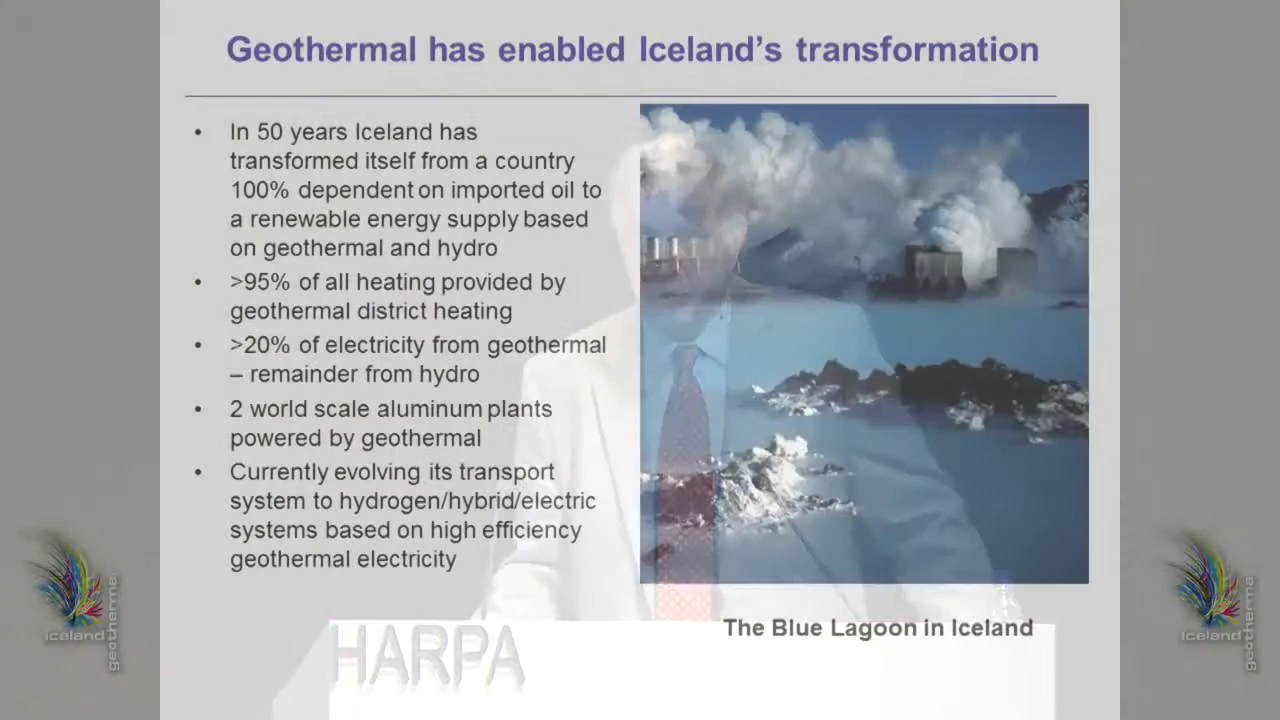 Geothermal has enabled Iceland's transformation
• In 50 years Iceland has
transformed itself from a country
100% dependent on imported oil to
a renewable energy supply based
on geothermal and hydro
• >95% of all heating provided by
geothermal district heating
• >20% of electricity from geothermal
– remainder from hydro
• 2 world scale aluminum plants
powered by geothermal
• Currently evolving its transport
system to hydrogen/hybrid/electric
systems based on high efficiency
geothermal electricity
The Blue Lagoon in Iceland
HARPA
Iceland
geotherma
Iceland
geotherma